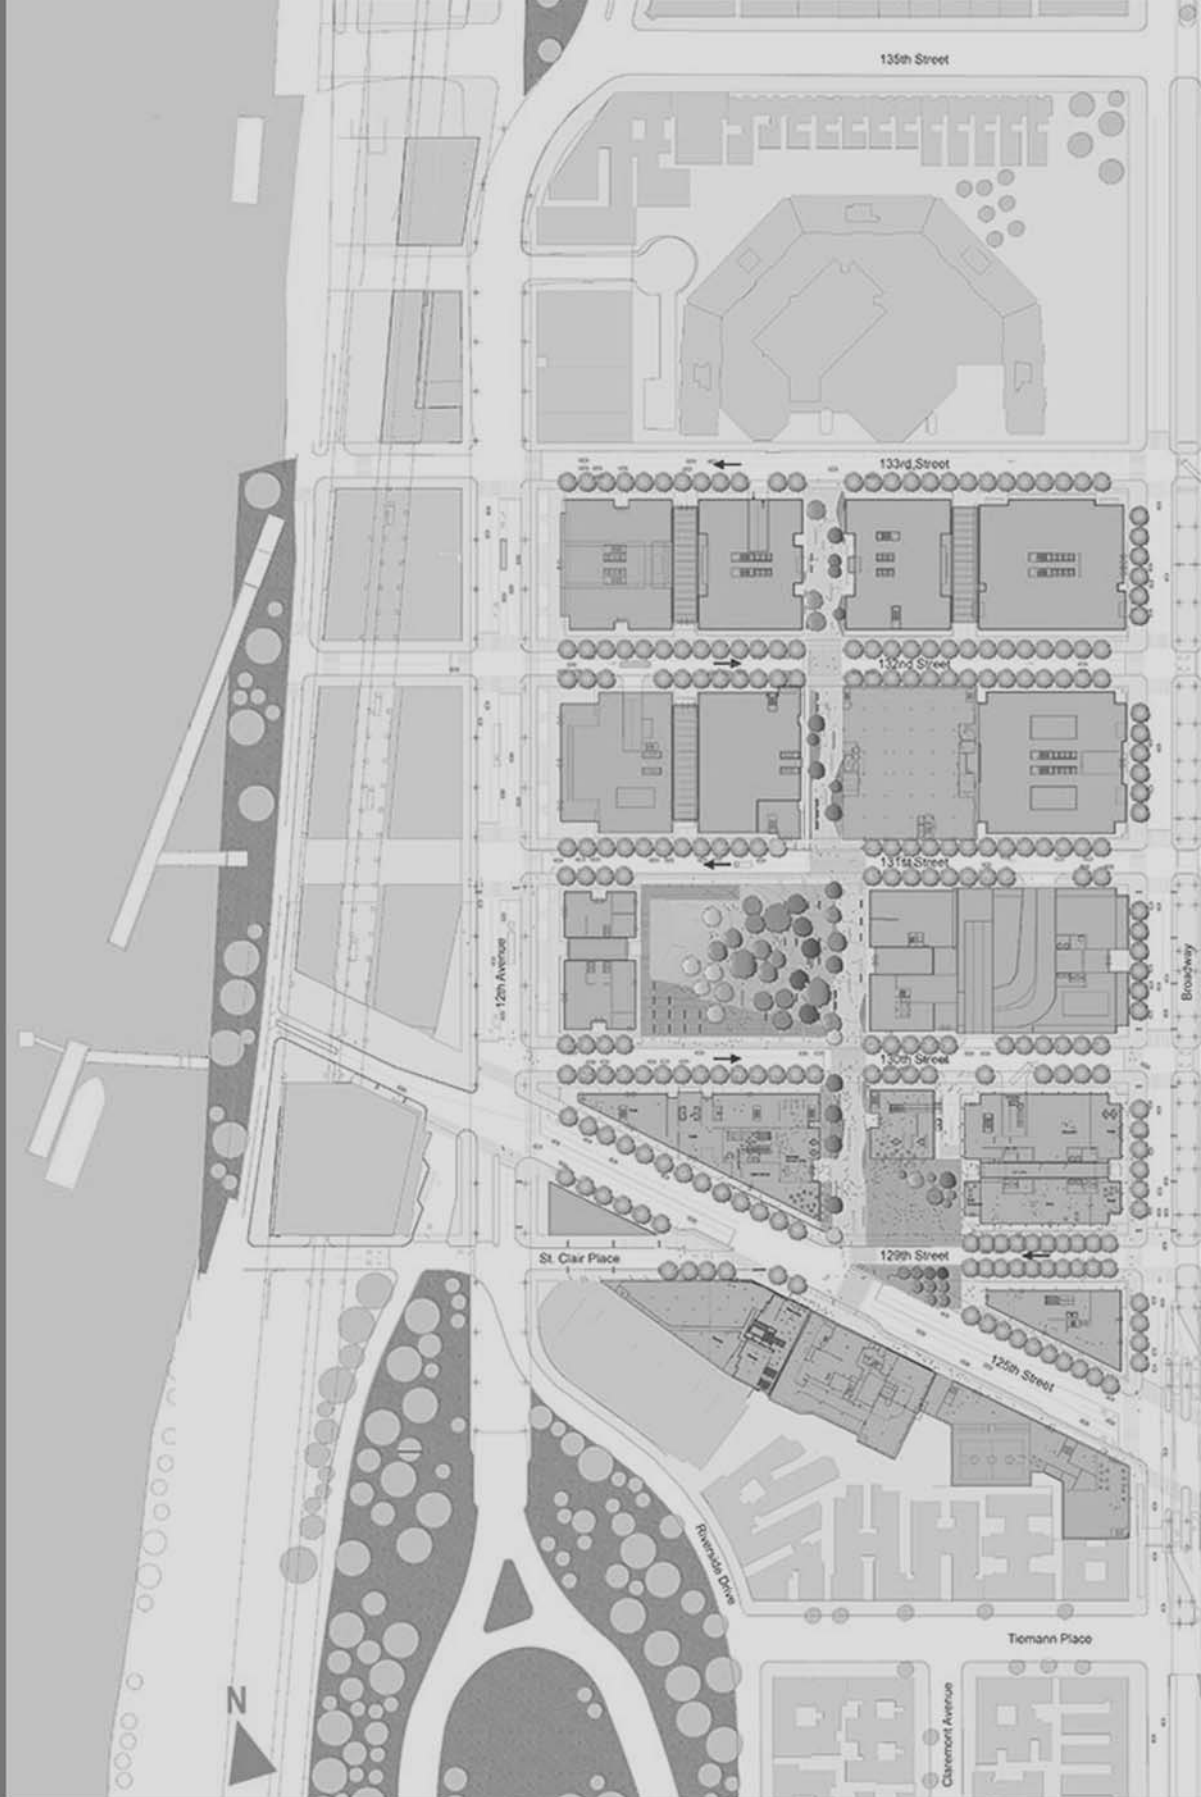 135th Street
133rd Street
132nd Street
131st Street
12th Avenue
Broadway
130th Street
129th Street
St. Clair Place
125th Street
Riverside Drive
Tiemann Place
N
Claremont Avenue